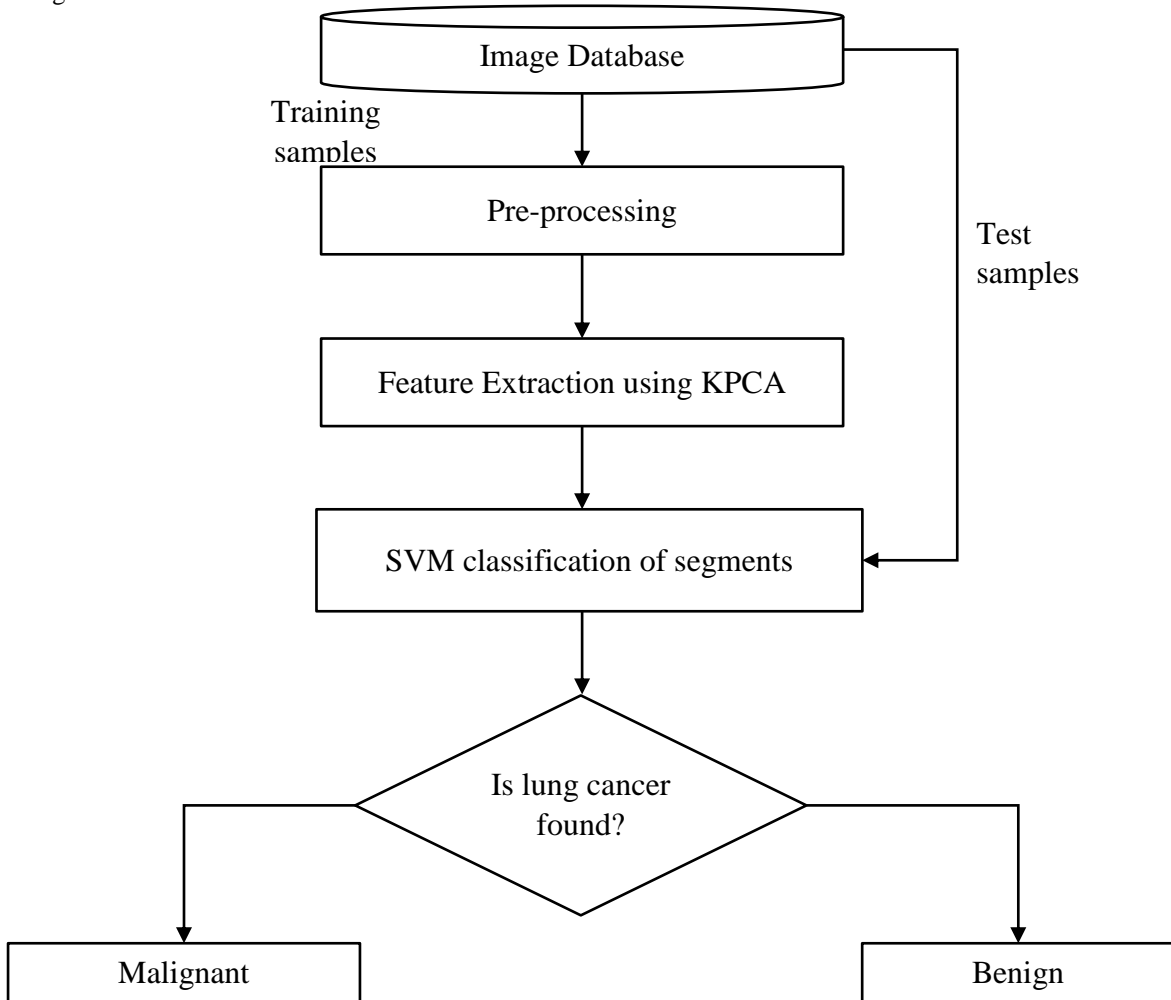 Image Database
Training
samples
Pre-processing
Test
samples
Feature Extraction using KPCA
SVM classification of segments
Is lung cancer
found?
Malignant
Benign